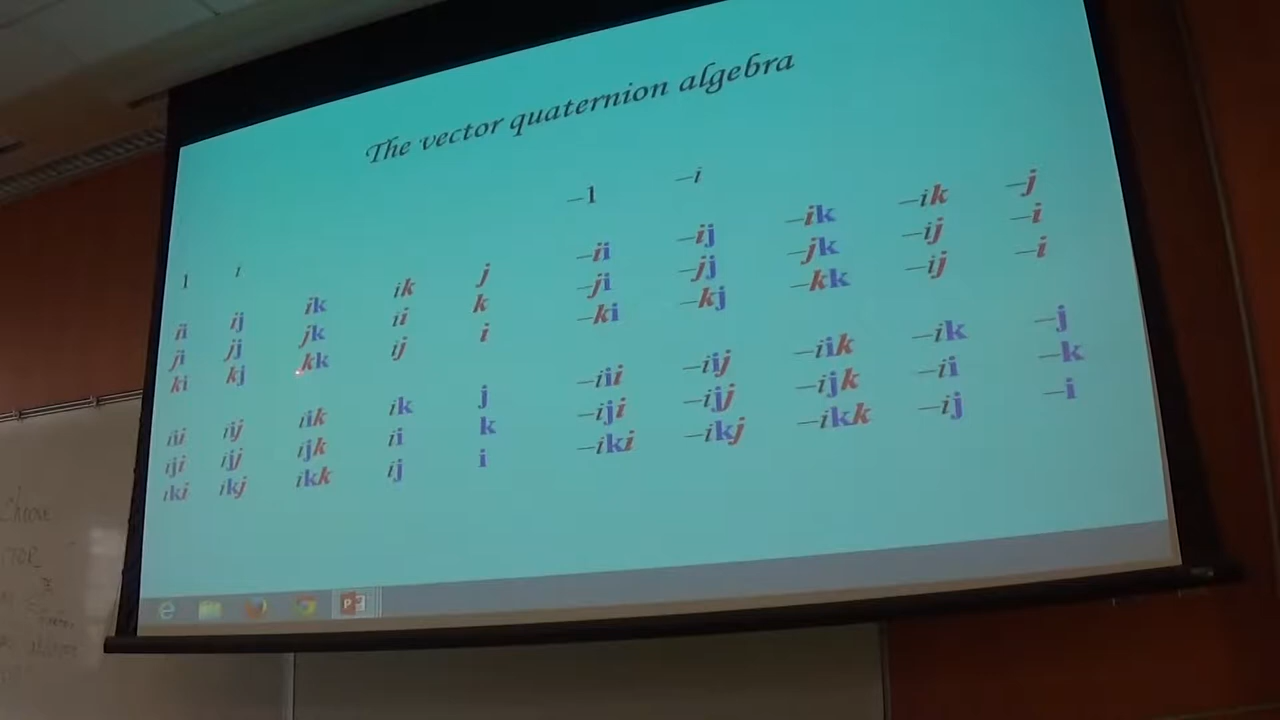 The vector quaternion algebra
1 i −1 −i
ii ij ik ik j −ii −ij −ik −ik −j
ji jj jk ii k −ji −jj −jk −ij −i
ki kj kk ij i −ki −kj −kk −ij −i
iii iij iik ik j −iii −iij −iik −ik −j
iji ijj ijk ii k −iji −ijj −ijk −ii −k
iki ikj ikk ij i −iki −ikj −ikk −ij −i